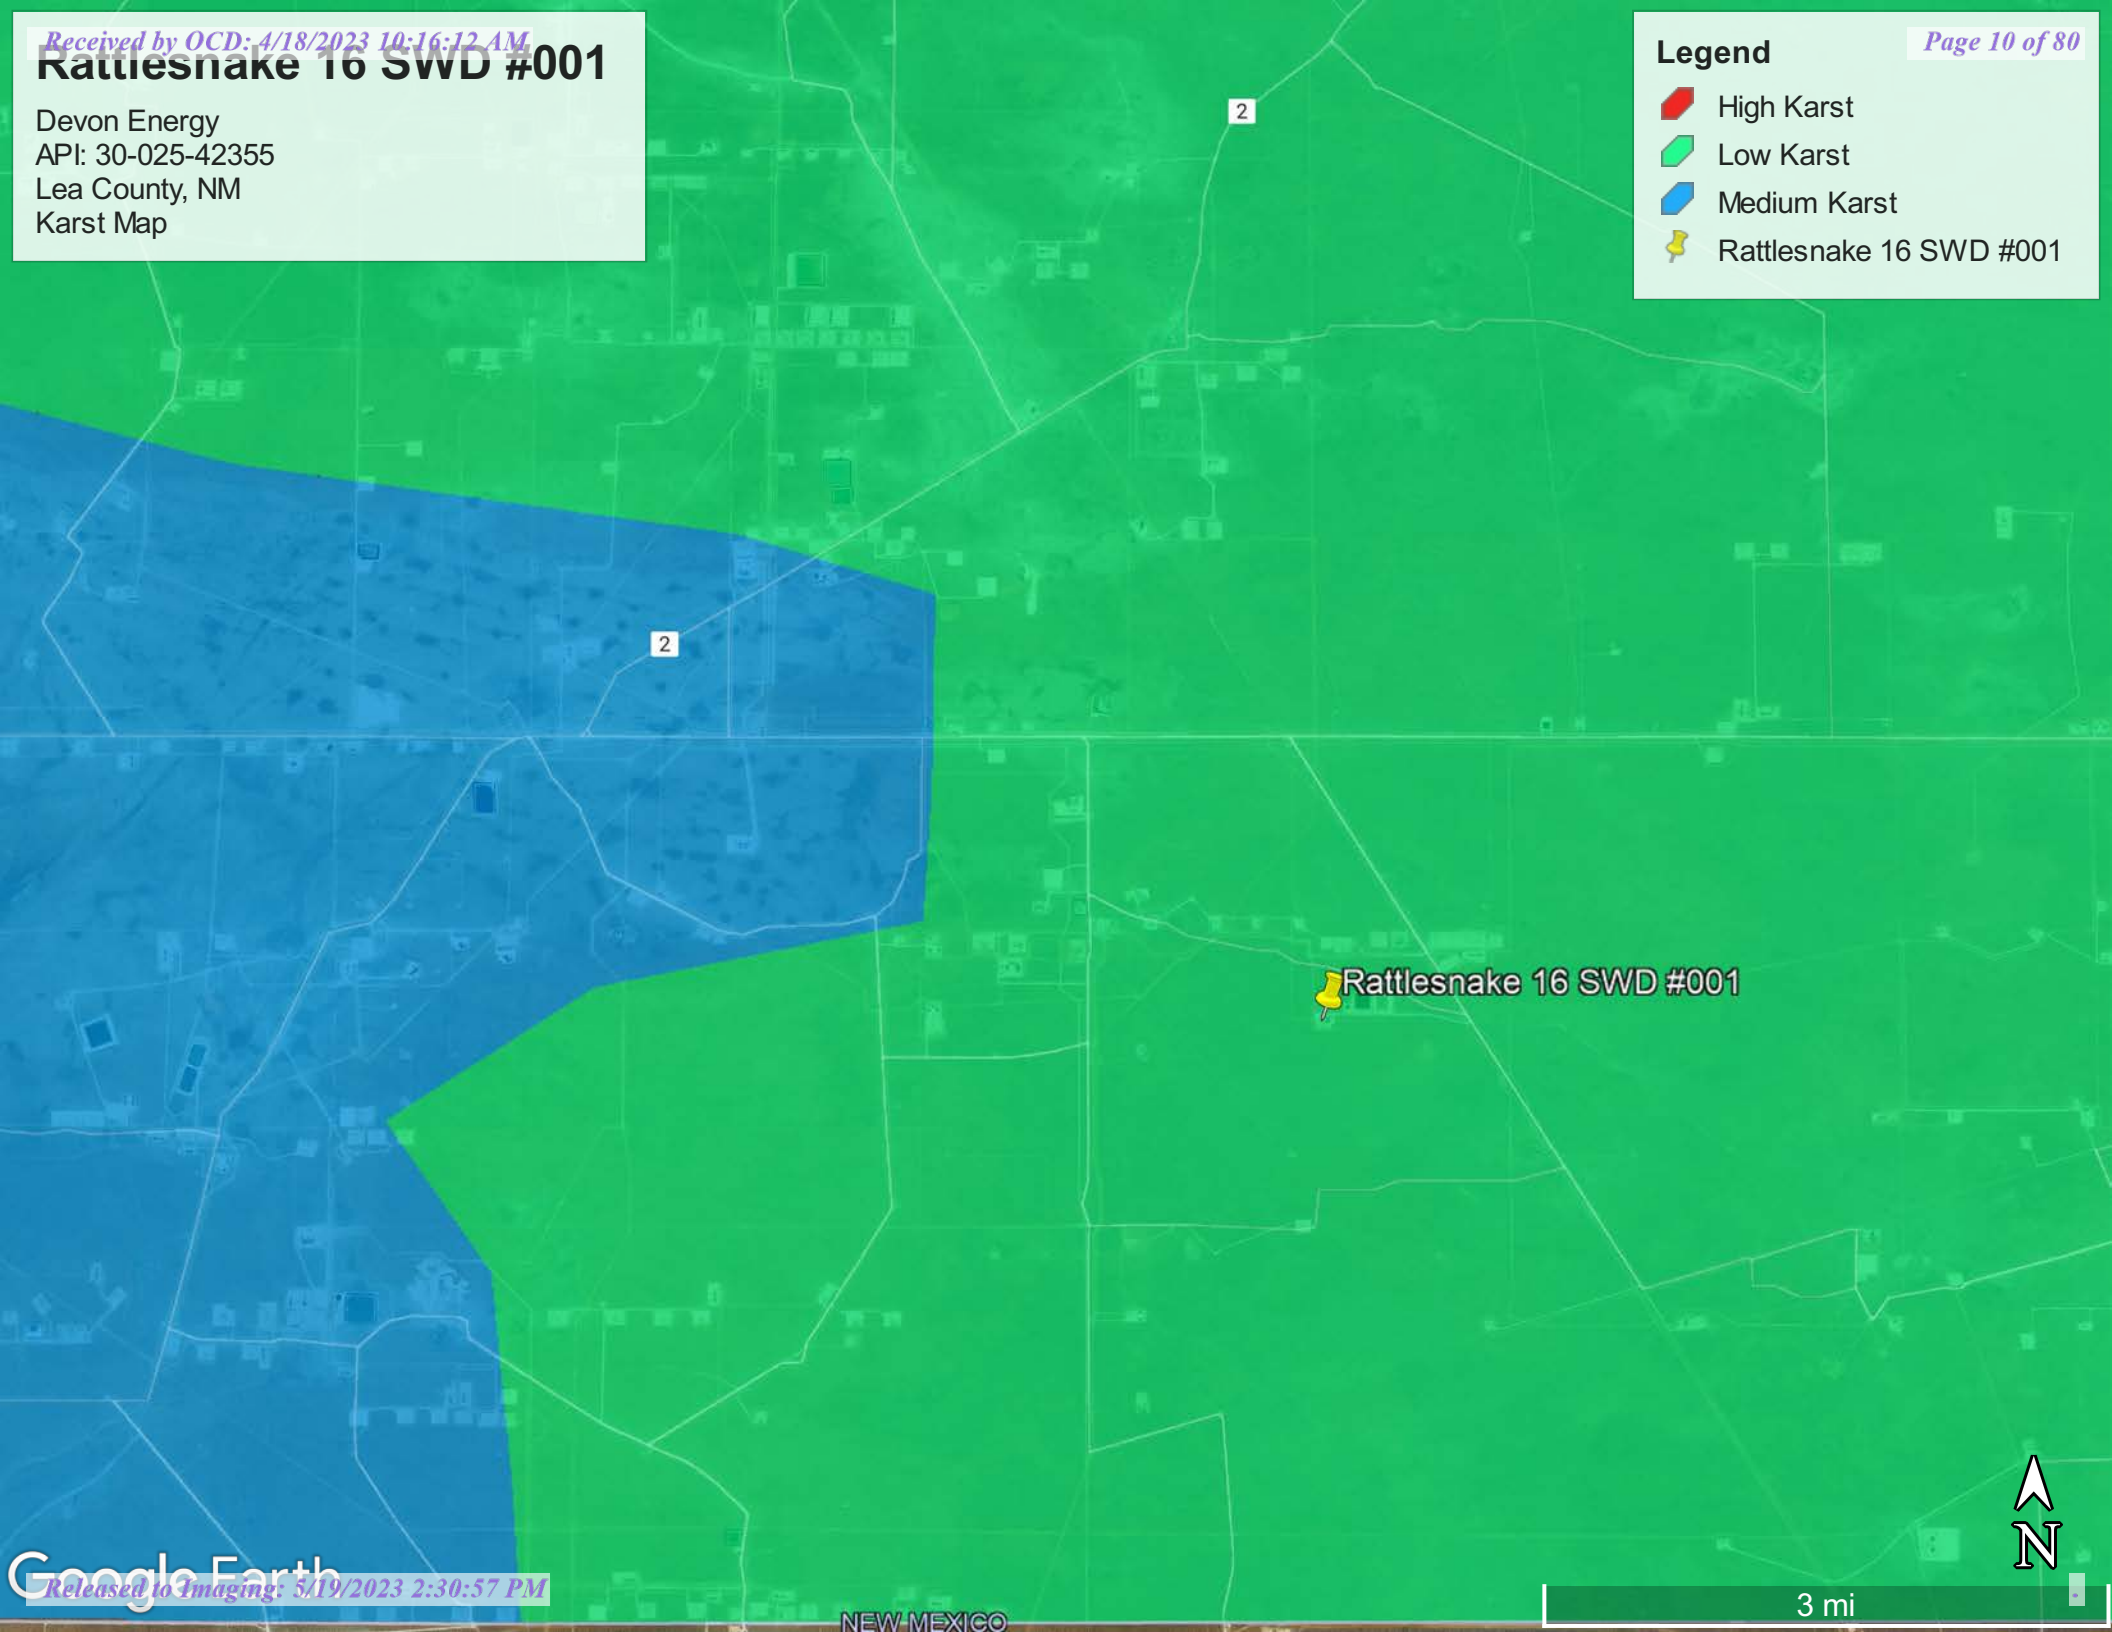 Received by OCD: 4/18/2023 10:16:12 AM
Rattlesnake 16 SWD #001
Devon Energy
API: 30-025-42355
Lea County, NM
Karst Map
Page 10 of 80
Legend
High Karst
Low Karst
Medium Karst
Rattlesnake 16 SWD #001
2
2
Rattlesnake 16 SWD #001
N
Google Earth
Released to Imaging: 5/19/2023 2:30:57 PM
NEW MEXICO
3 mi